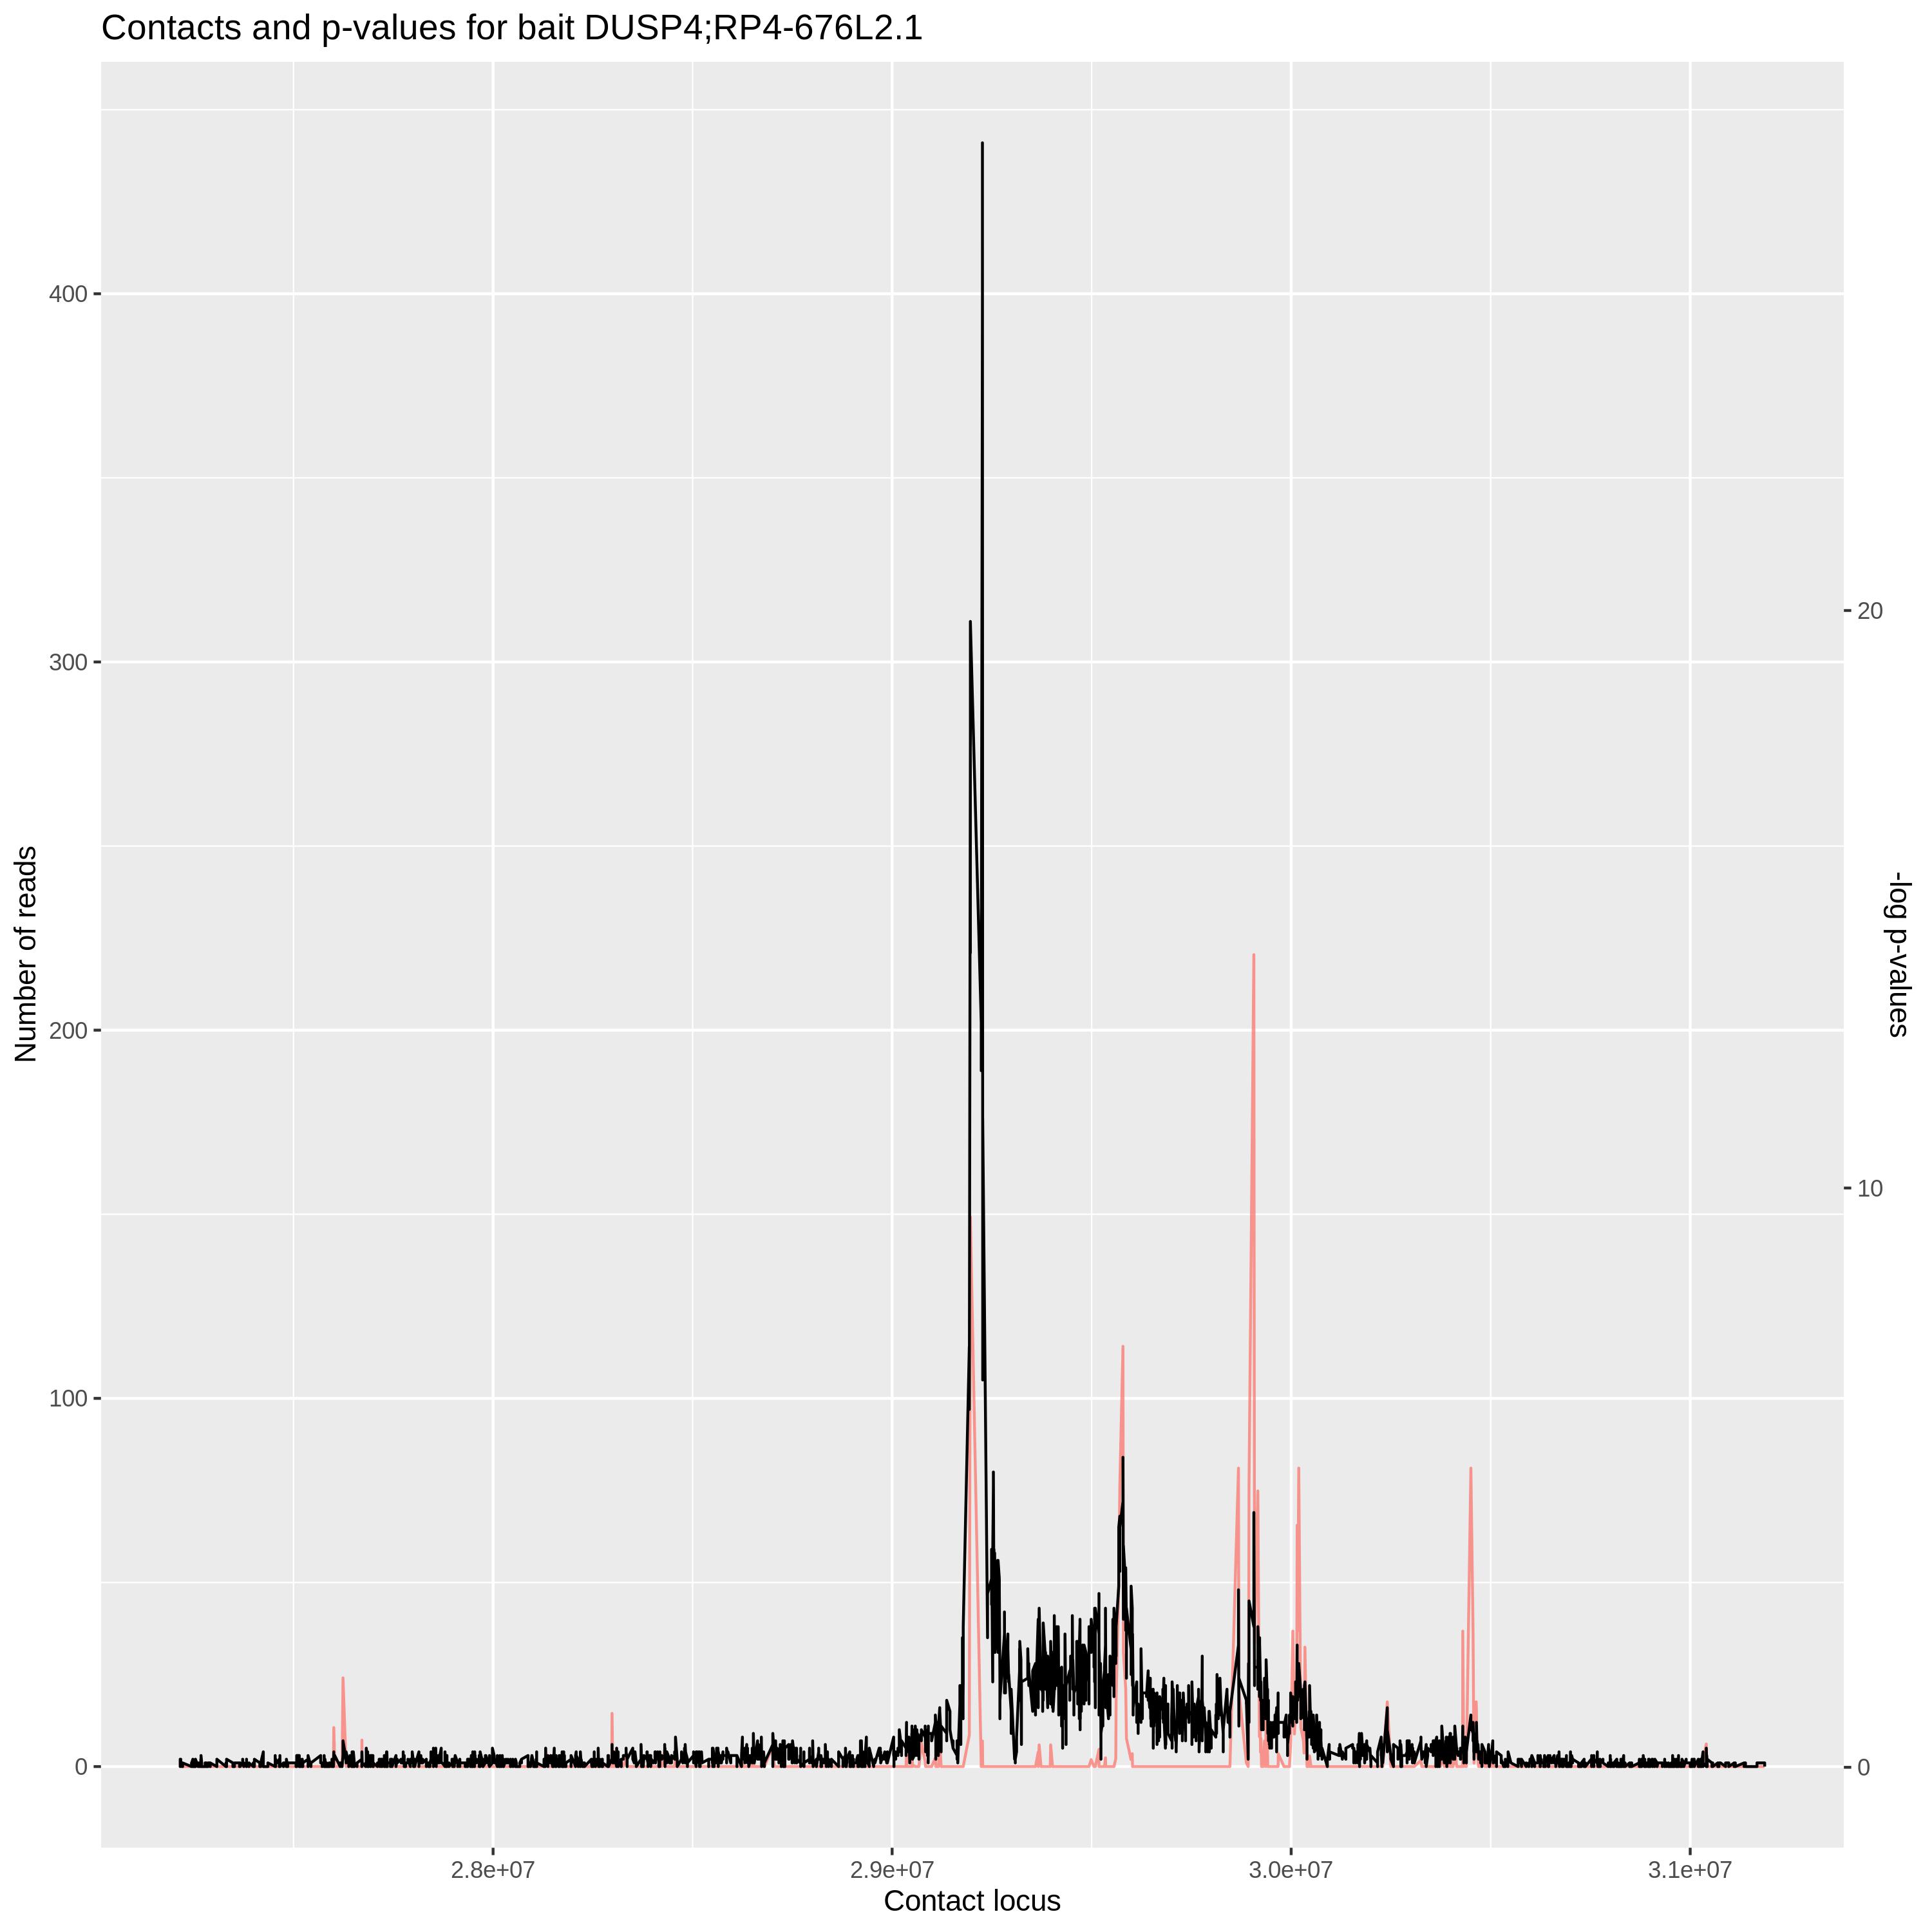 Contacts and p-values for bait DUSP4;RP4-676L2.1
400
300
200
100
0
Number of reads
20
10
0
-log p-values
2.8e+07
2.9e+07
3.0e+07
3.1e+07
Contact locus